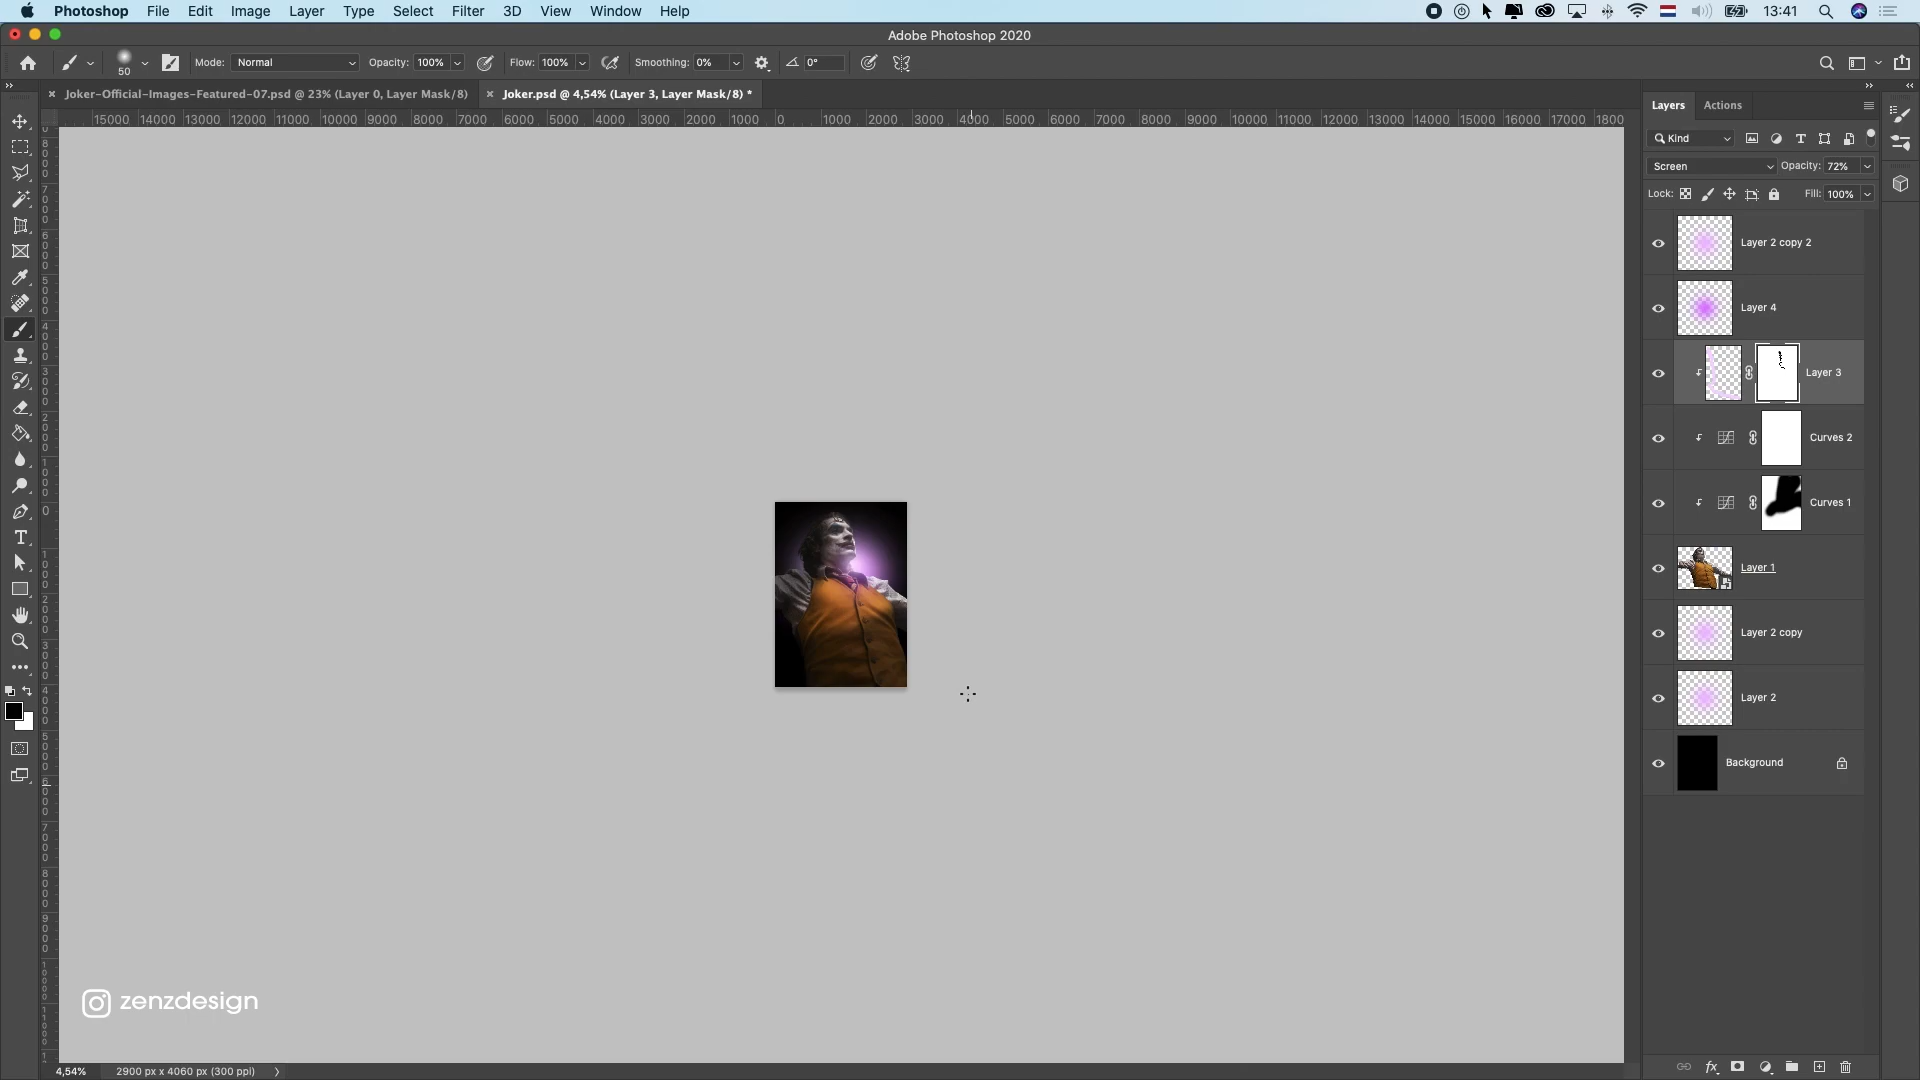 Photoshop File Edit Image Layer Type Select Filter 3D View Window Help 13:41
Adobe Photoshop 2020
50 Mode: Normal Opacity: 100% Flow: 100% Smoothing: 0% 0°
Joker-Official-Images-Featured-07.psd @ 23% (Layer 0, Layer Mask/8) Joker.psd @ 4,54% (Layer 3, Layer Mask/8) *
15000 14000 13000 12000 11000 10000 9000 8000 7000 6000 5000 4000 3000 2000 1000 0 1000 2000 3000 4000 5000 6000 7000 8000 9000 10000 11000 12000 13000 14000 15000 16000 17000 1800
Layers Actions
Kind
Screen Opacity: 72%
Lock: Fill: 100%
Layer 2 copy 2
Layer 4
Layer 3
Curves 2
Curves 1
Layer 1
Layer 2 copy
Layer 2
Background
zenzdesign
4,54% 2900 px x 4060 px (300 ppi)
fx